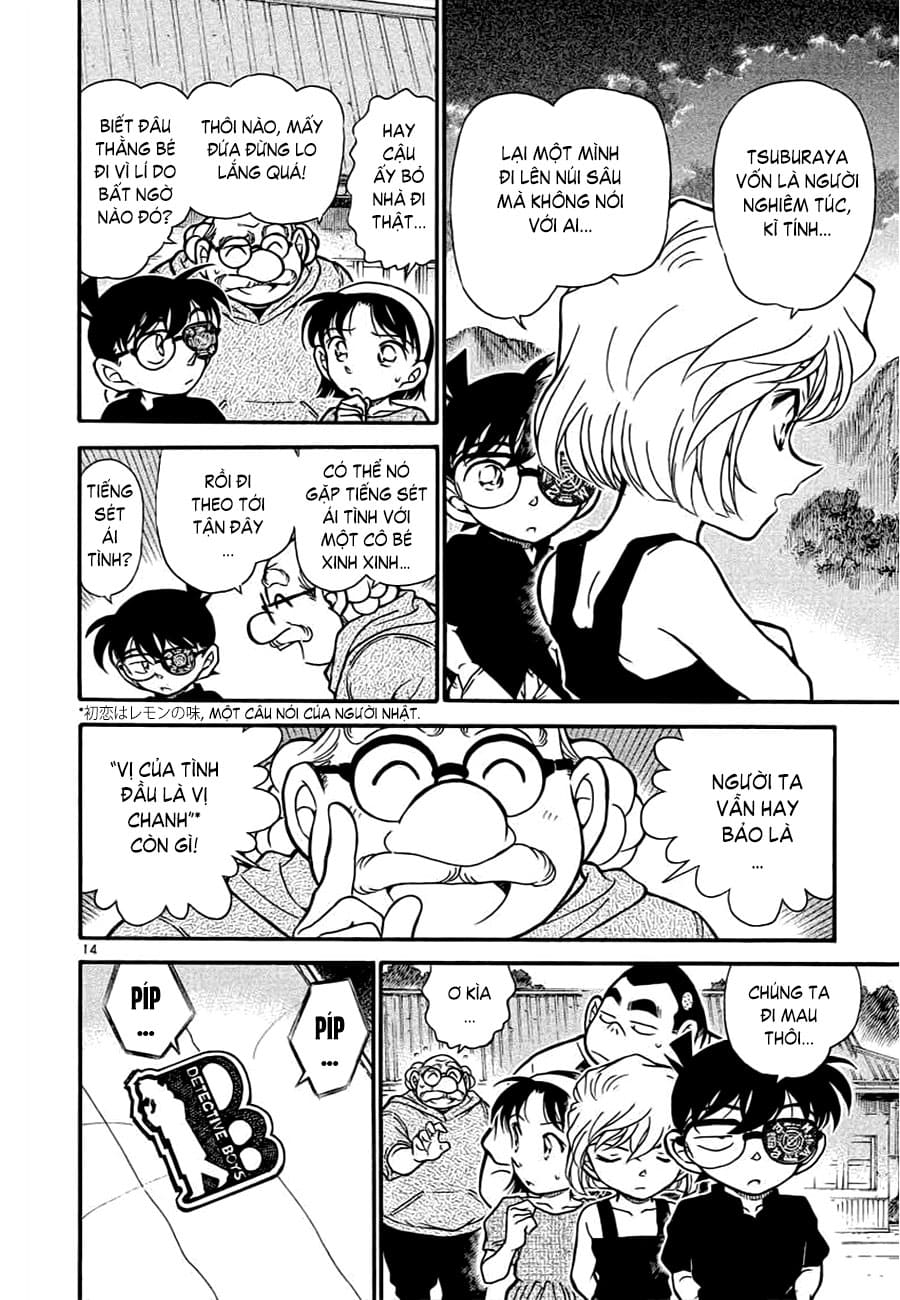 TSUBURAYA
VỐN LÀ NGƯỜI
NGHIÊM TÚC,
KĨ TÍNH...
LẠI MỘT MÌNH
ĐI LÊN NÚI SÂU
MÀ KHÔNG NÓI
VỚI AI...
HAY
CẬU
ẤY BỎ
NHÀ ĐI
THẬT...
THÔI NÀO, MẤY
ĐỨA ĐỪNG LO
LẮNG QUÁ!
BIẾT ĐÂU
THẰNG BÉ
ĐI VÌ LÍ DO
BẤT NGỜ
NÀO ĐÓ?
CÓ THỂ NÓ
GẶP TIẾNG SÉT
ÁI TÌNH VỚI
MỘT CÔ BÉ
XINH XINH...
RỒI ĐI
THEO TỚI
TẬN ĐÂY
...
TIẾNG
SÉT
ÁI
TÌNH?
*初恋はレモンの味, MỘT CÂU NÓI CỦA NGƯỜI NHẬT.
NGƯỜI TA
VẪN HAY
BẢO LÀ
...
"VỊ CỦA TÌNH
ĐẦU LÀ VỊ
CHANH"*
CÒN GÌ!
14
CHÚNG TA
ĐI MAU
THÔI...
Ơ KÌA
...
PÍP
...
PÍP
...
DETECTIVE BOYS